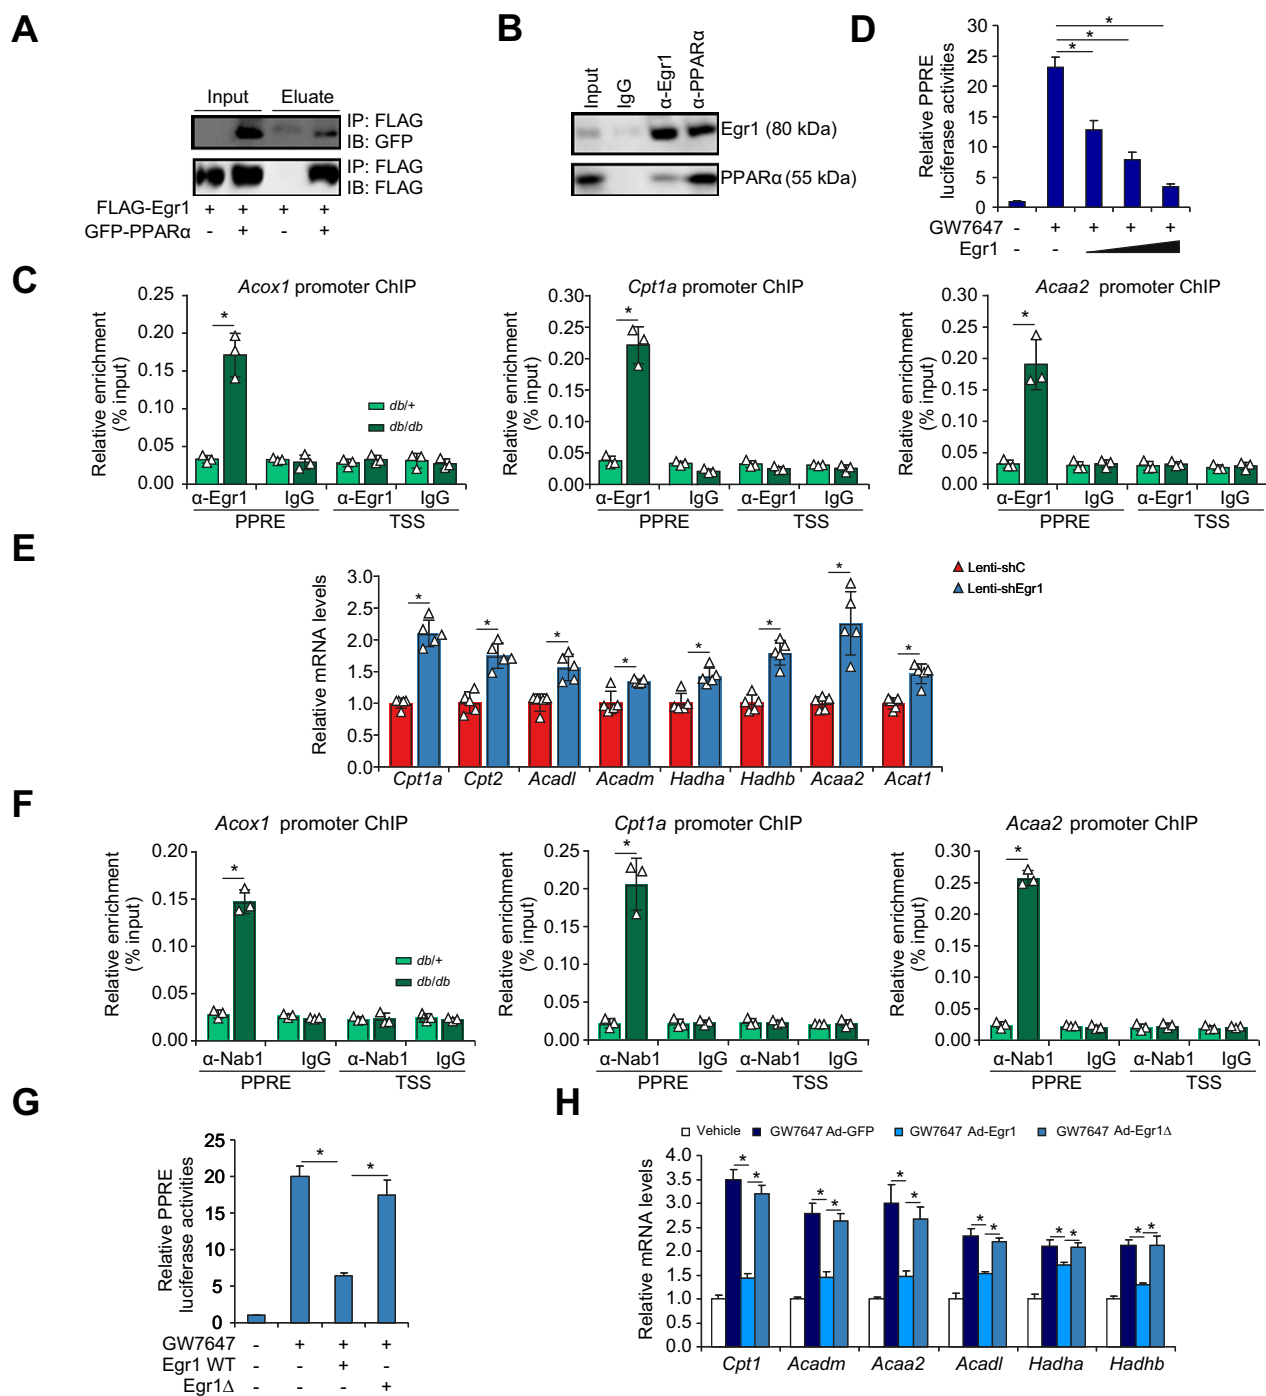 A
Input Eluate
IP: FLAG
IB: GFP
IP: FLAG
IB: FLAG
FLAG-Egr1 + + + +
GFP-PPARα - + - +
B
Input IgG α-Egr1 α-PPARα
Egr1 (80 kDa)
PPARα (55 kDa)
D
Relative PPRE
luciferase activities
30
25
20
15
10
5
0
* * *
GW7647 - + + + +
Egr1 - -
C
Acox1 promoter ChIP
Relative enrichment
(% input)
0.25
0.20
0.15
0.10
0.05
0.00
*
db/+
db/db
α-Egr1 IgG α-Egr1 IgG
PPRE TSS
Cpt1a promoter ChIP
Relative enrichment
(% input)
0.30
0.25
0.20
0.15
0.10
0.05
0.00
*
α-Egr1 IgG α-Egr1 IgG
PPRE TSS
Acaa2 promoter ChIP
Relative enrichment
(% input)
0.30
0.25
0.20
0.15
0.10
0.05
0.00
*
α-Egr1 IgG α-Egr1 IgG
PPRE TSS
E
Relative mRNA levels
3.0
2.5
2.0
1.5
1.0
0.5
0.0
* * * * * * * *
Cpt1a Cpt2 Acadl Acadm Hadha Hadhb Acaa2 Acat1
Lenti-shC
Lenti-shEgr1
F
Acox1 promoter ChIP
Relative enrichment
(% input)
0.20
0.15
0.10
0.05
0.00
*
db/+
db/db
α-Nab1 IgG α-Nab1 IgG
PPRE TSS
Cpt1a promoter ChIP
Relative enrichment
(% input)
0.25
0.20
0.15
0.10
0.05
0.00
*
α-Nab1 IgG α-Nab1 IgG
PPRE TSS
Acaa2 promoter ChIP
Relative enrichment
(% input)
0.30
0.25
0.20
0.15
0.10
0.05
0.00
*
α-Nab1 IgG α-Nab1 IgG
PPRE TSS
G
Relative PPRE
luciferase activities
25
20
15
10
5
0
* *
GW7647 - + + +
Egr1 WT - - + -
Egr1Δ - - - +
H
Vehicle GW7647 Ad-GFP GW7647 Ad-Egr1 GW7647 Ad-Egr1Δ
Relative mRNA levels
4.0
3.5
3.0
2.5
2.0
1.5
1.0
0.5
0.0
* * * * * * * * * * * *
Cpt1 Acadm Acaa2 Acadl Hadha Hadhb